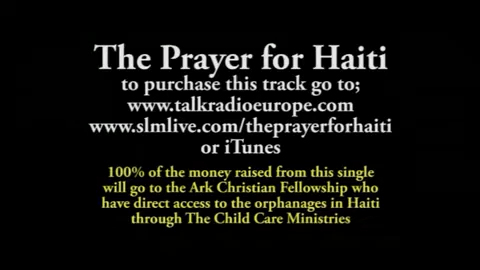 The Prayer for Haiti
to purchase this track go to;
www.talkradioeurope.com
www.slmlive.com/theprayerforhaiti
or iTunes
100% of the money raised from this single
will go to the Ark Christian Fellowship who
have direct access to the orphanages in Haiti
through The Child Care Ministries